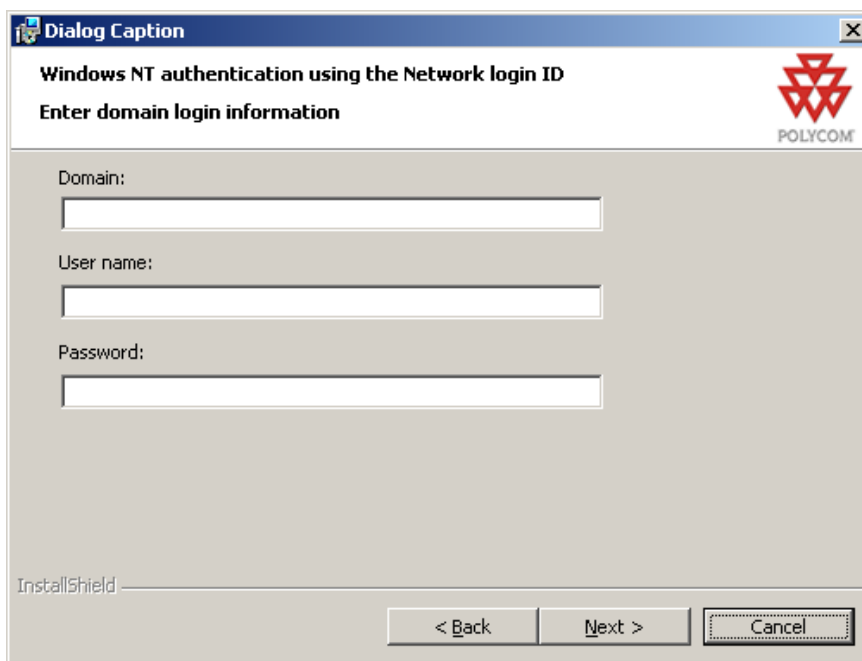 Dialog Caption
Windows NT authentication using the Network login ID
Enter domain login information
POLYCOM
Domain:
User name:
Password:
InstallShield
< Back
Next >
Cancel